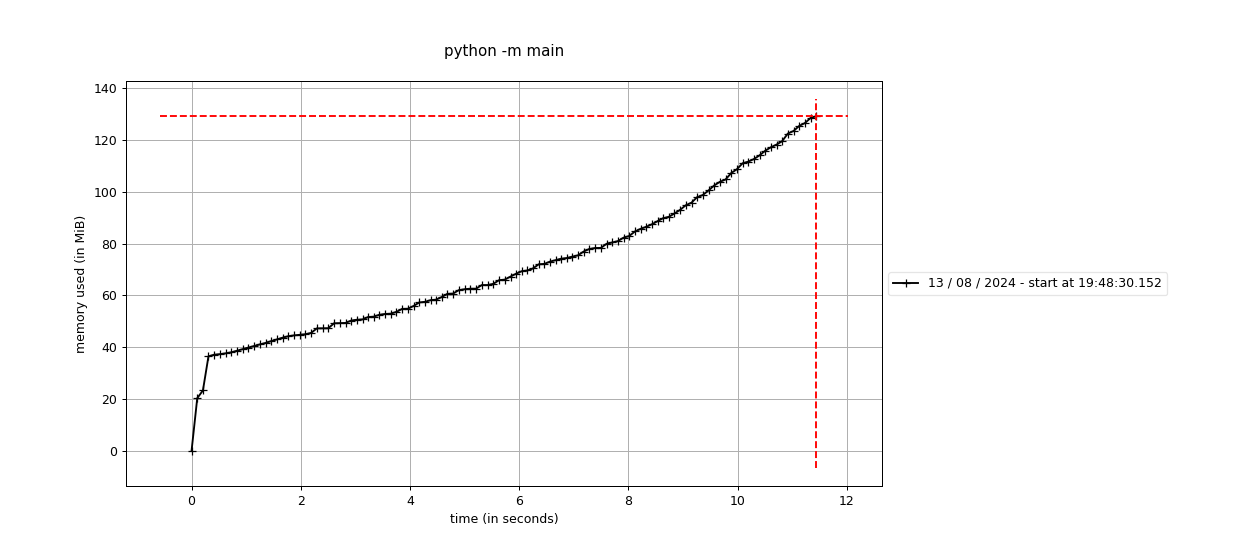 python -m main
140
120
100
80
60
40
20
0
memory used (in MiB)
0 2 4 6 8 10 12
time (in seconds)
13 / 08 / 2024 - start at 19:48:30.152